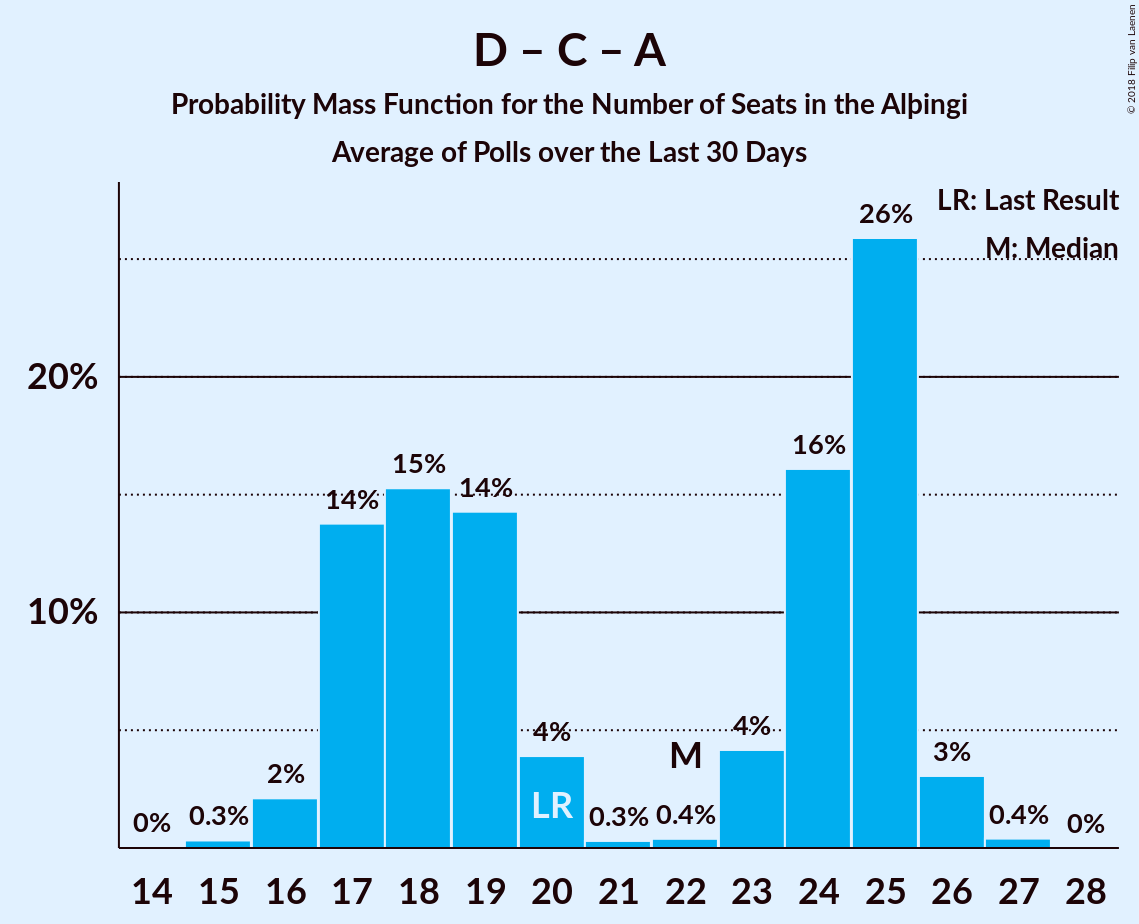 D – C – A
Probability Mass Function for the Number of Seats in the Alþingi
Average of Polls over the Last 30 Days
© 2018 Filip van Laenen
LR: Last Result
M: Median
20%
10%
0%
0.3%
2%
14%
15%
14%
4%
0.3%
0.4%
4%
16%
26%
3%
0.4%
0%
LR
M
14 15 16 17 18 19 20 21 22 23 24 25 26 27 28